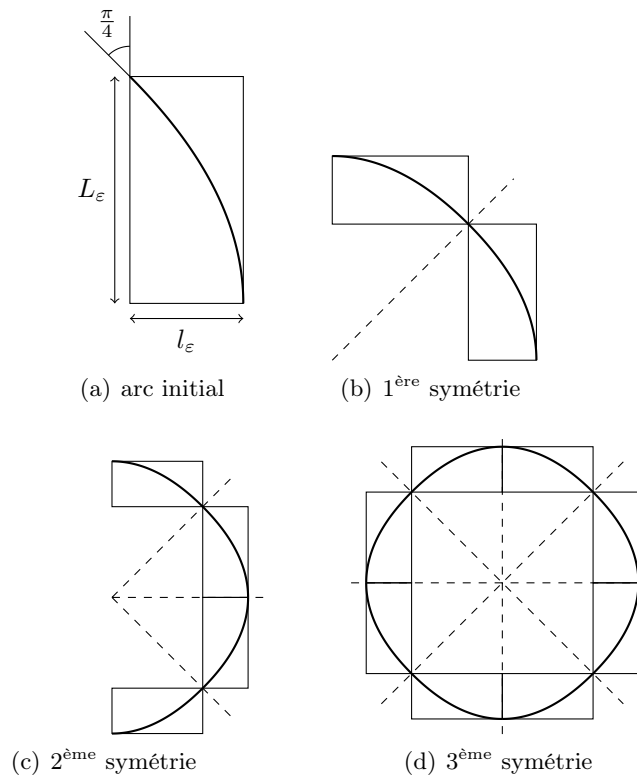 π/4
L_ε
l_ε
(a) arc initial
(b) 1ère symétrie
(c) 2ème symétrie
(d) 3ème symétrie